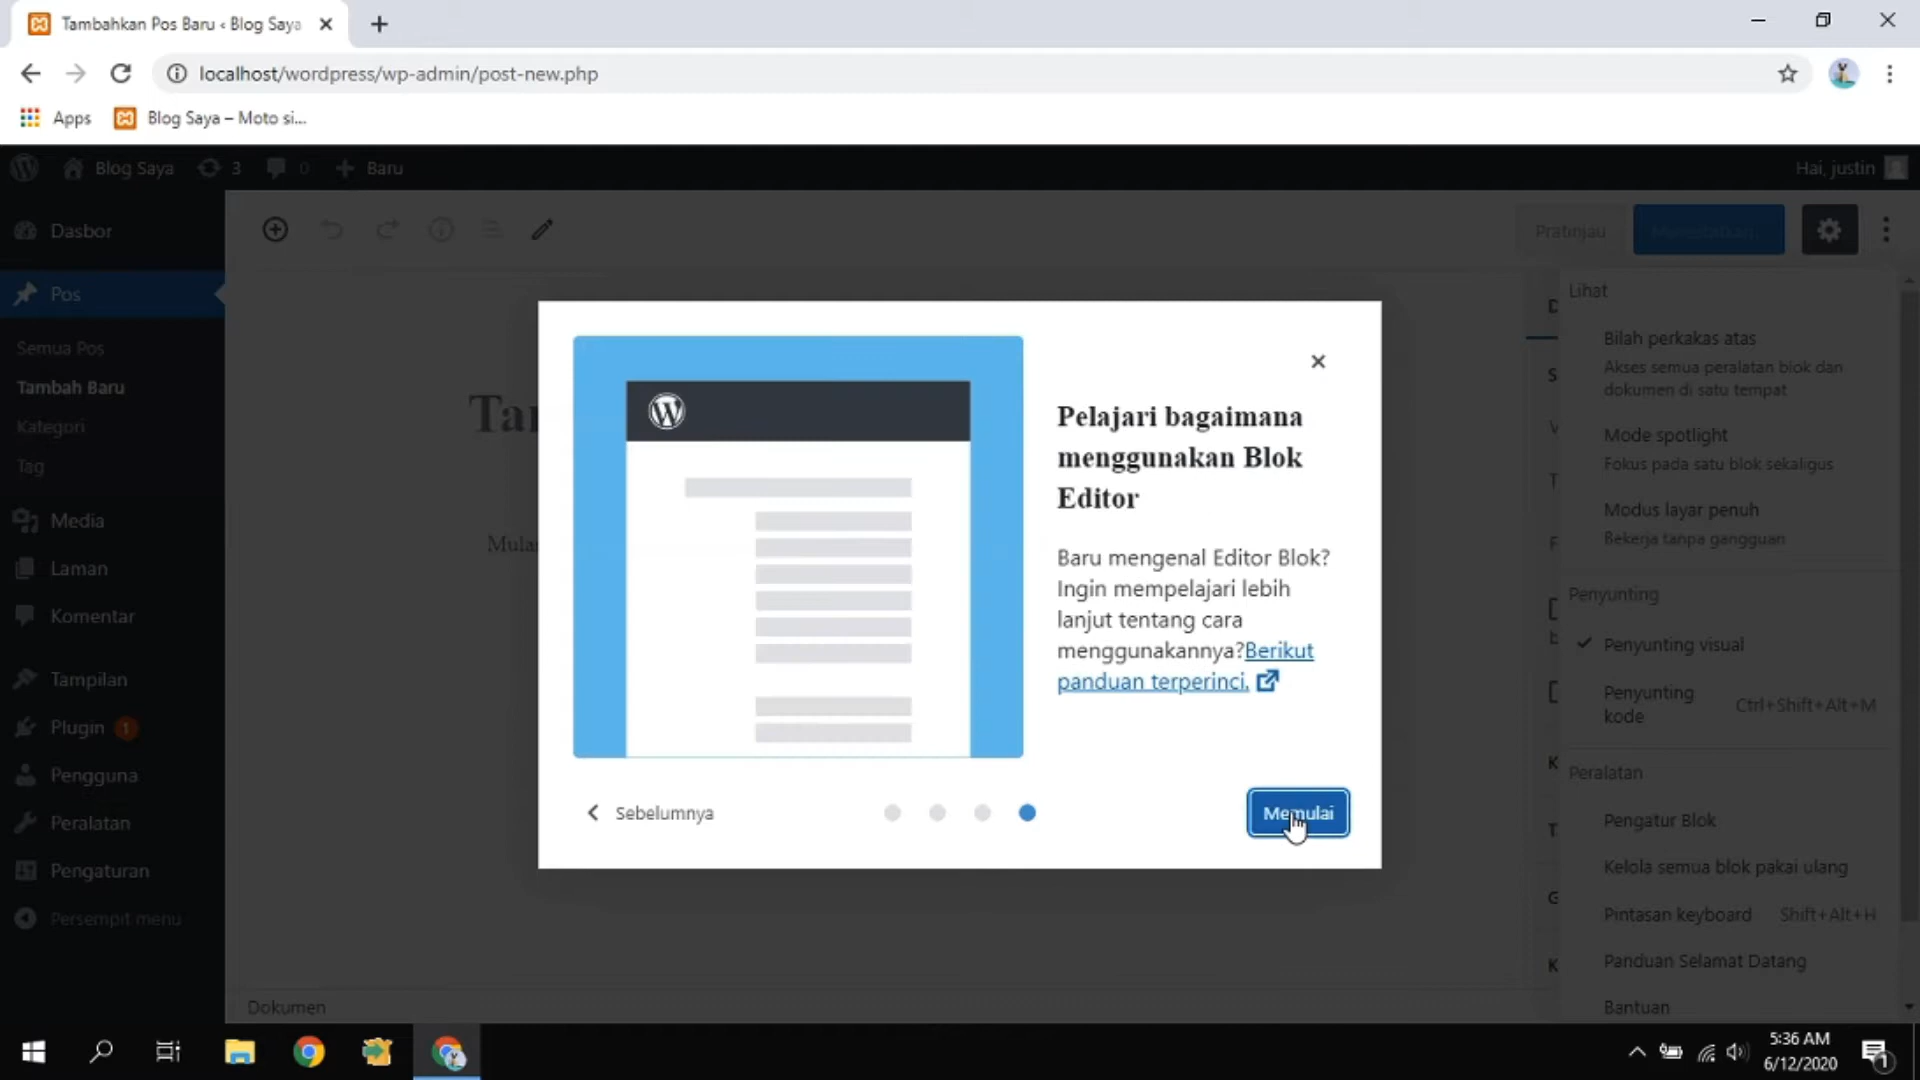 Tambahkan Pos Baru ‹ Blog Saya
localhost/wordpress/wp-admin/post-new.php
Apps
Blog Saya – Moto si...
Blog Saya
3
0
Baru
Hai, justin
Dasbor
Pos
Semua Pos
Tambah Baru
Kategori
Tag
Media
Laman
Komentar
Tampilan
Plugin 1
Pengguna
Peralatan
Pengaturan
Persempit menu
Pratinjau
Pelajari bagaimana
menggunakan Blok
Editor
Baru mengenal Editor Blok?
Ingin mempelajari lebih
lanjut tentang cara
menggunakannya?Berikut
panduan terperinci.
Sebelumnya
Memulai
Lihat
Bilah perkakas atas
Akses semua peralatan blok dan
dokumen di satu tempat
Mode spotlight
Fokus pada satu blok sekaligus
Modus layar penuh
Bekerja tanpa gangguan
Penyunting
Penyunting visual
Penyunting
kode
Ctrl+Shift+Alt+M
Peralatan
Pengatur Blok
Kelola semua blok pakai ulang
Pintasan keyboard
Shift+Alt+H
Panduan Selamat Datang
Bantuan
Dokumen
5:36 AM
6/12/2020
1